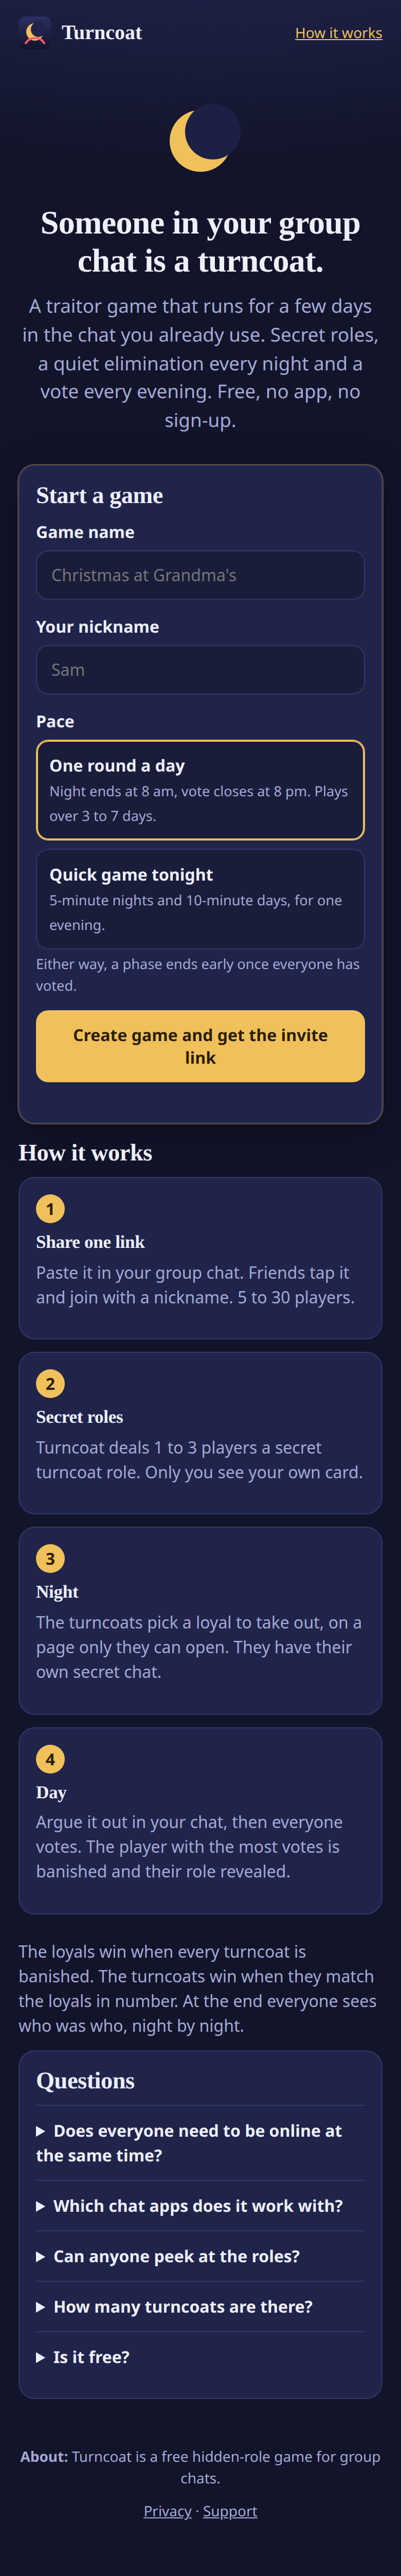 Turncoat
How it works
Someone in your group
chat is a turncoat.
A traitor game that runs for a few days
in the chat you already use. Secret roles,
a quiet elimination every night and a
vote every evening. Free, no app, no
sign-up.
Start a game
Game name
Christmas at Grandma's
Your nickname
Sam
Pace
One round a day
Night ends at 8 am, vote closes at 8 pm. Plays
over 3 to 7 days.
Quick game tonight
5-minute nights and 10-minute days, for one
evening.
Either way, a phase ends early once everyone has
voted.
Create game and get the invite
link
How it works
1
Share one link
Paste it in your group chat. Friends tap it
and join with a nickname. 5 to 30 players.
2
Secret roles
Turncoat deals 1 to 3 players a secret
turncoat role. Only you see your own card.
3
Night
The turncoats pick a loyal to take out, on a
page only they can open. They have their
own secret chat.
4
Day
Argue it out in your chat, then everyone
votes. The player with the most votes is
banished and their role revealed.
The loyals win when every turncoat is
banished. The turncoats win when they match
the loyals in number. At the end everyone sees
who was who, night by night.
Questions
Does everyone need to be online at
the same time?
Which chat apps does it work with?
Can anyone peek at the roles?
How many turncoats are there?
Is it free?
About: Turncoat is a free hidden-role game for group
chats.
Privacy · Support